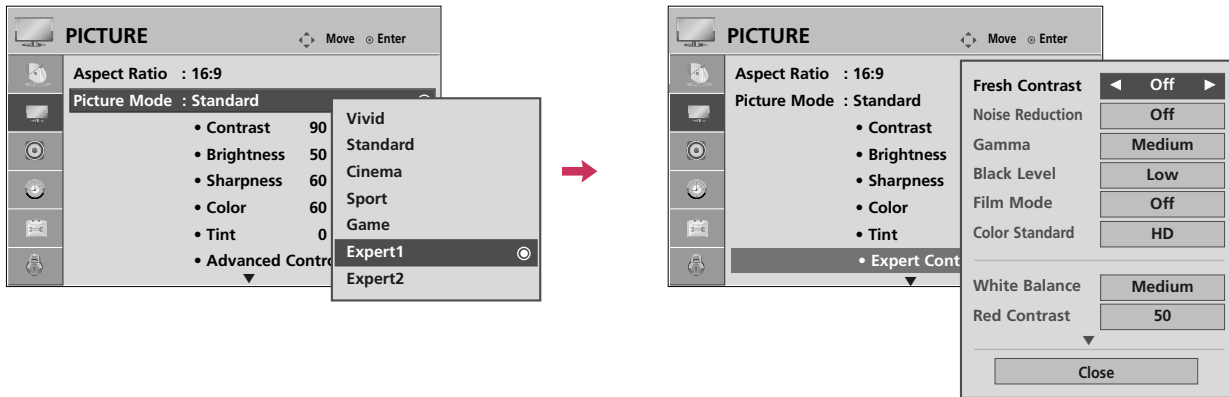 PICTURE
Move Enter
Aspect Ratio : 16:9
Picture Mode : Standard
• Contrast 90
• Brightness 50
• Sharpness 60
• Color 60
• Tint 0
• Advanced Contro
Vivid
Standard
Cinema
Sport
Game
Expert1
Expert2
PICTURE
Move Enter
Aspect Ratio : 16:9
Picture Mode : Standard
• Contrast
• Brightness
• Sharpness
• Color
• Tint
• Expert Cont
Fresh Contrast Off
Noise Reduction Off
Gamma Medium
Black Level Low
Film Mode Off
Color Standard HD
White Balance Medium
Red Contrast 50
Close